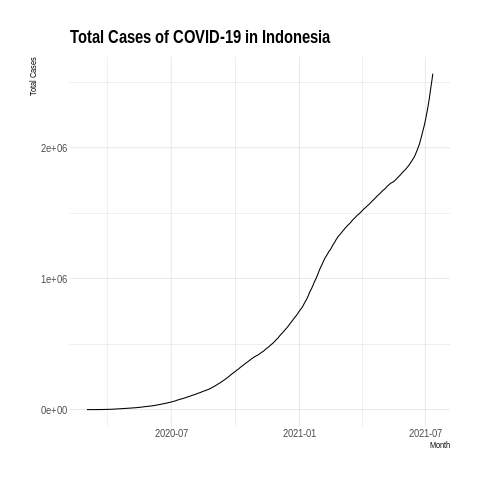 Total Cases of COVID-19 in Indonesia
Total Cases
2e+06
1e+06
0e+00
2020-07 2021-01 2021-07
Month